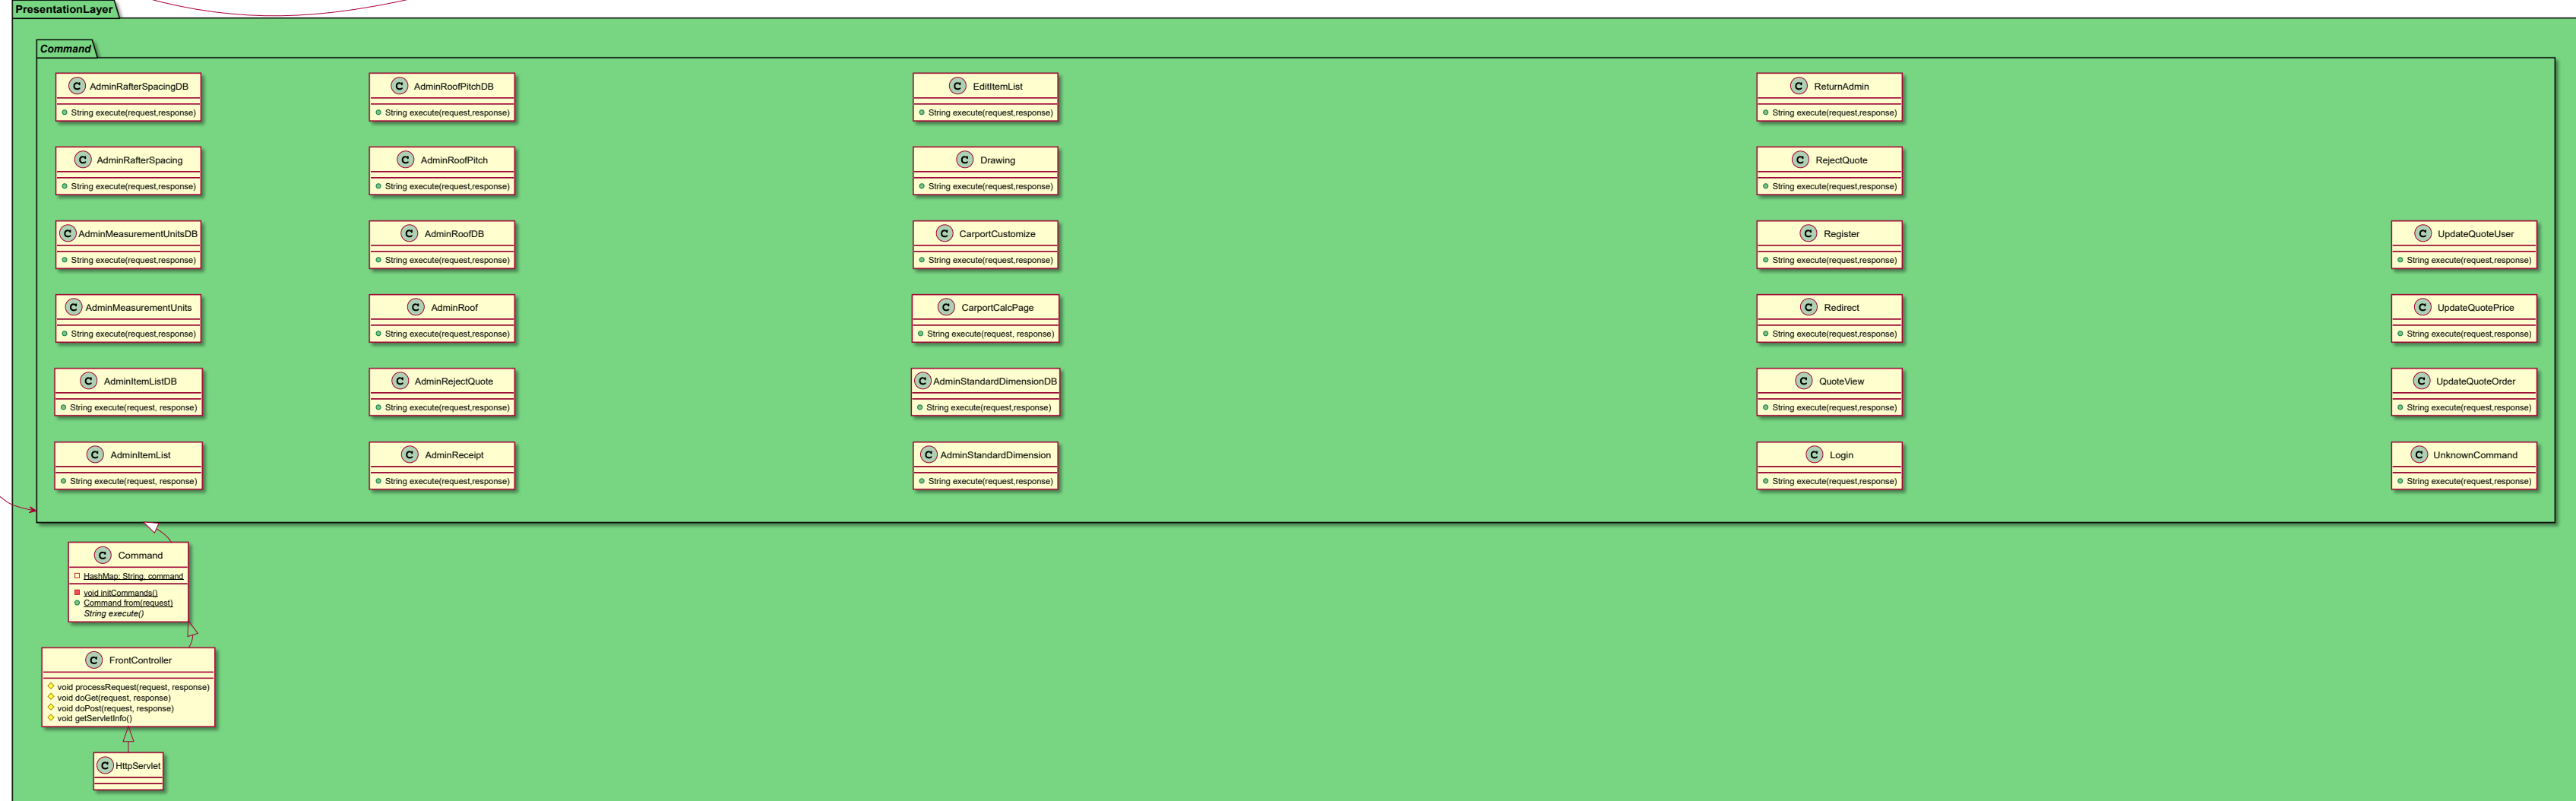 PresentationLayer
Command
C AdminRafterSpacingDB
String execute(request,response)
C AdminRafterSpacing
String execute(request,response)
C AdminMeasurementUnitsDB
String execute(request,response)
C AdminMeasurementUnits
String execute(request,response)
C AdminItemListDB
String execute(request, response)
C AdminItemList
String execute(request, response)
C AdminRoofPitchDB
String execute(request,response)
C AdminRoofPitch
String execute(request,response)
C AdminRoofDB
String execute(request,response)
C AdminRoof
String execute(request,response)
C AdminRejectQuote
String execute(request,response)
C AdminReceipt
String execute(request,response)
C EditItemList
String execute(request,response)
C Drawing
String execute(request,response)
C CarportCustomize
String execute(request,response)
C CarportCalcPage
String execute(request, response)
C AdminStandardDimensionDB
String execute(request,response)
C AdminStandardDimension
String execute(request,response)
C ReturnAdmin
String execute(request,response)
C RejectQuote
String execute(request,response)
C Register
String execute(request,response)
C Redirect
String execute(request,response)
C QuoteView
String execute(request,response)
C Login
String execute(request,response)
C UpdateQuoteUser
String execute(request,response)
C UpdateQuotePrice
String execute(request,response)
C UpdateQuoteOrder
String execute(request,response)
C UnknownCommand
String execute(request,response)
C Command
HashMap: String, command
void initCommands()
Command from(request)
String execute()
C FrontController
void processRequest(request, response)
void doGet(request, response)
void doPost(request, response)
void getServletInfo()
C HttpServlet